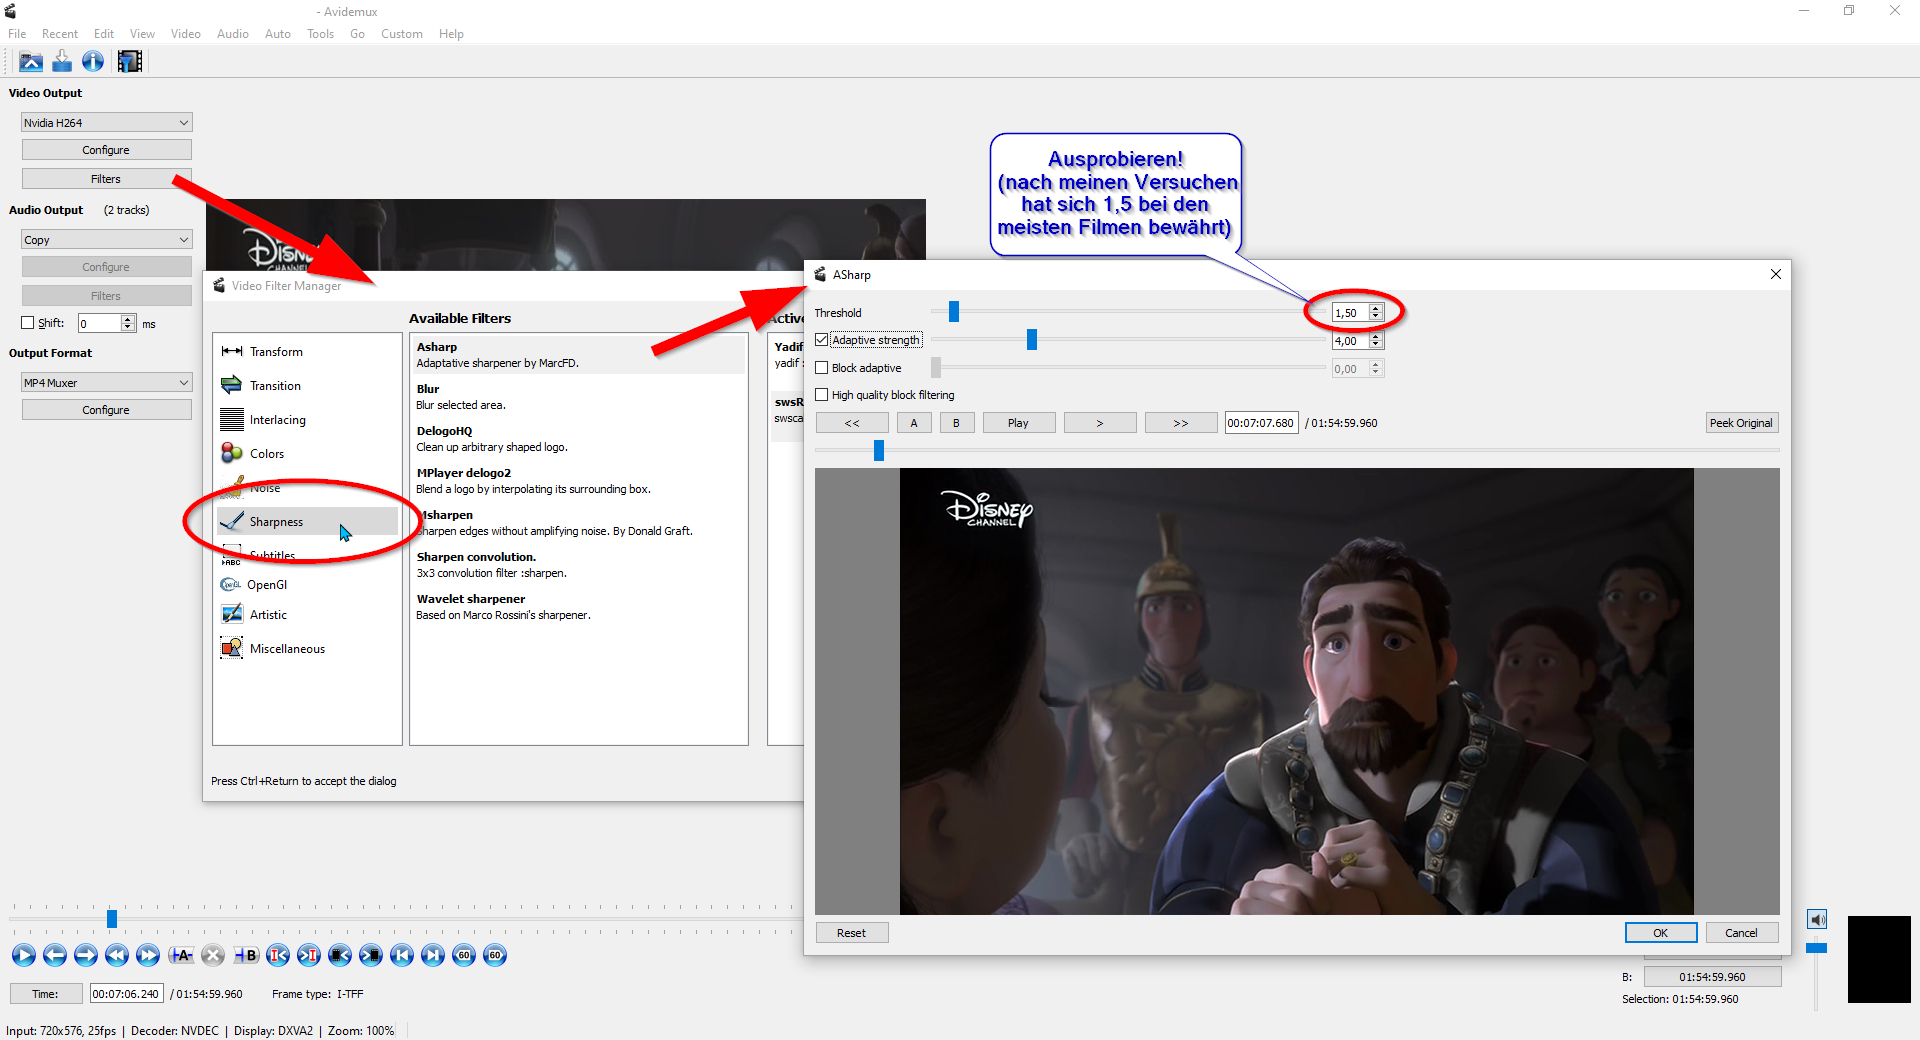 - Avidemux
File Recent Edit View Video Audio Auto Tools Go Custom Help
Video Output
Nvidia H264
Configure
Filters
Audio Output (2 tracks)
Copy
Configure
Filters
Shift: 0 ms
Output Format
MP4 Muxer
Configure
DISNEY
CHANNEL
Ausprobieren!
(nach meinen Versuchen
hat sich 1,5 bei den
meisten Filmen bewährt)
Video Filter Manager
Available Filters
Transform
Transition
Interlacing
Colors
Noise
Sharpness
Subtitles
OpenGl
Artistic
Miscellaneous
Asharp
Adaptative sharpener by MarcFD.
Blur
Blur selected area.
DelogoHQ
Clean up arbitrary shaped logo.
MPlayer delogo2
Blend a logo by interpolating its surrounding box.
Msharpen
Sharpen edges without amplifying noise. By Donald Graft.
Sharpen convolution.
3x3 convolution filter :sharpen.
Wavelet sharpener
Based on Marco Rossini's sharpener.
Active
Yadif
yadif :
swsR
swsca
Press Ctrl+Return to accept the dialog
ASharp
Threshold 1,50
Adaptive strength 4,00
Block adaptive 0,00
High quality block filtering
<< A B Play > >> 00:07:07.680 / 01:54:59.960 Peek Original
DISNEY
CHANNEL
Reset OK Cancel
A B 60 60
Time: 00:07:06.240 / 01:54:59.960 Frame type: I-TFF
B: 01:54:59.960
Selection: 01:54:59.960
Input: 720x576, 25fps | Decoder: NVDEC | Display: DXVA2 | Zoom: 100%